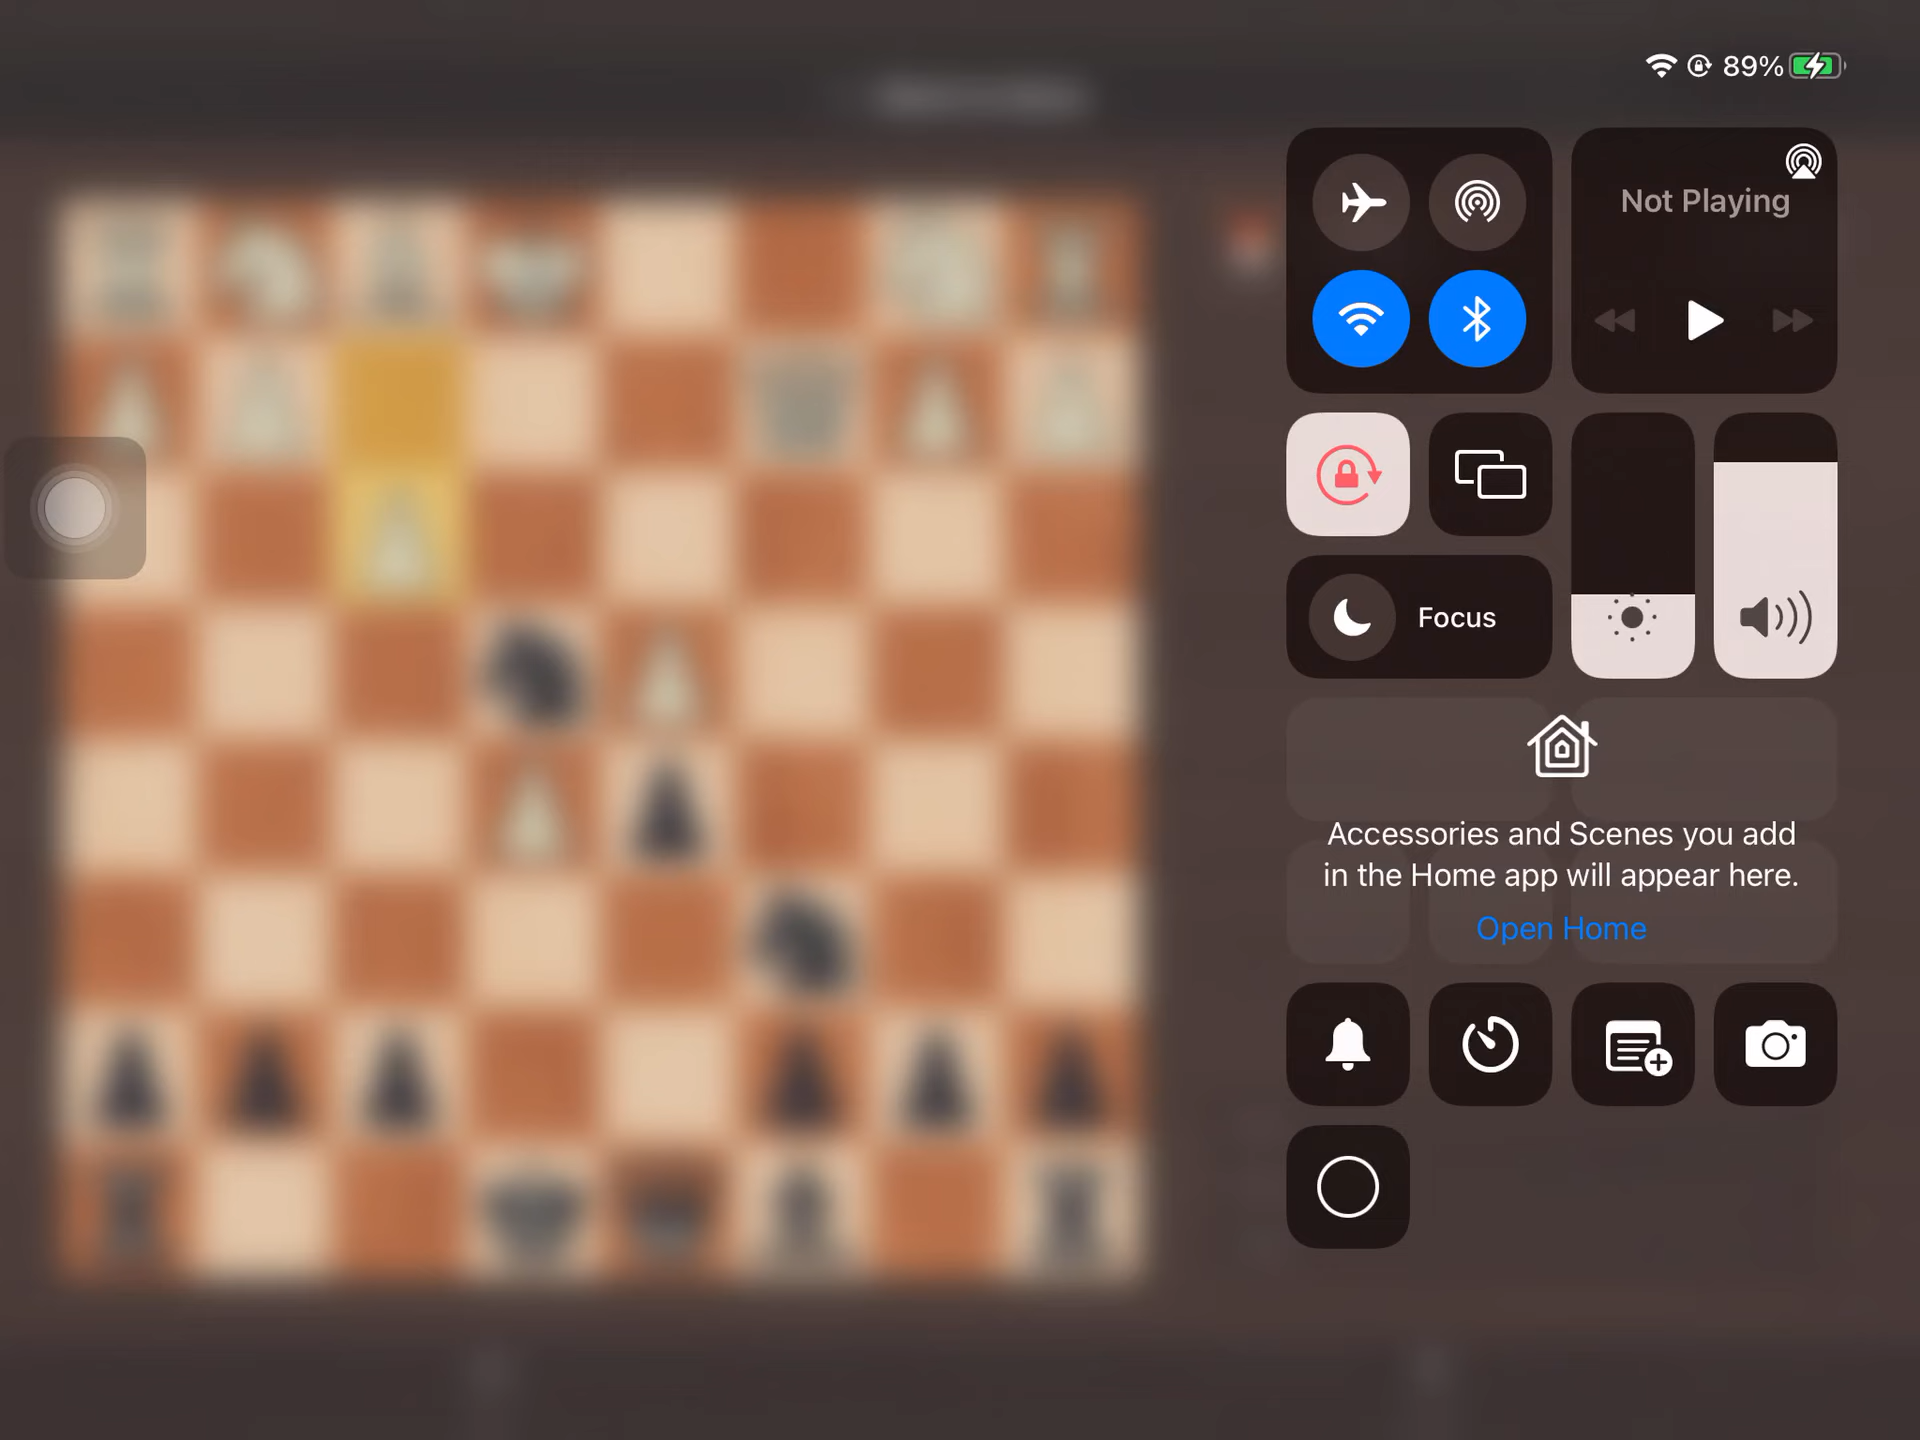 89%
Not Playing
Focus
Accessories and Scenes you add
in the Home app will appear here.
Open Home